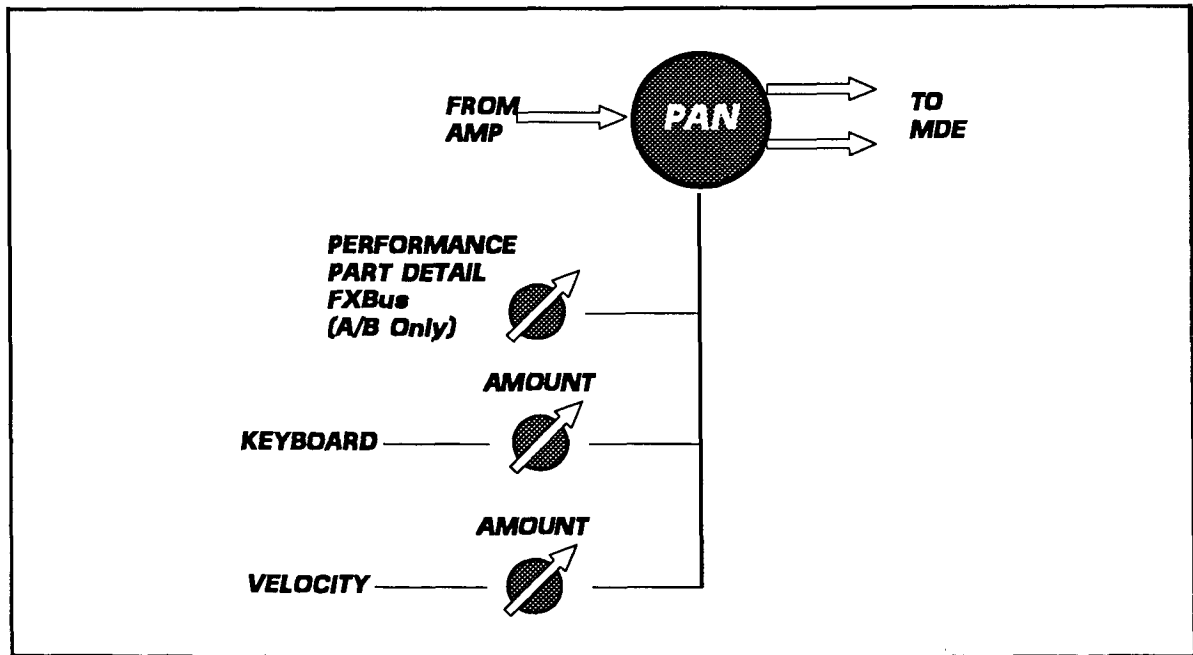 FROM
AMP
PAN
TO
MDE
PERFORMANCE
PART DETAIL
FXBus
(A/B Only)
AMOUNT
KEYBOARD
AMOUNT
VELOCITY